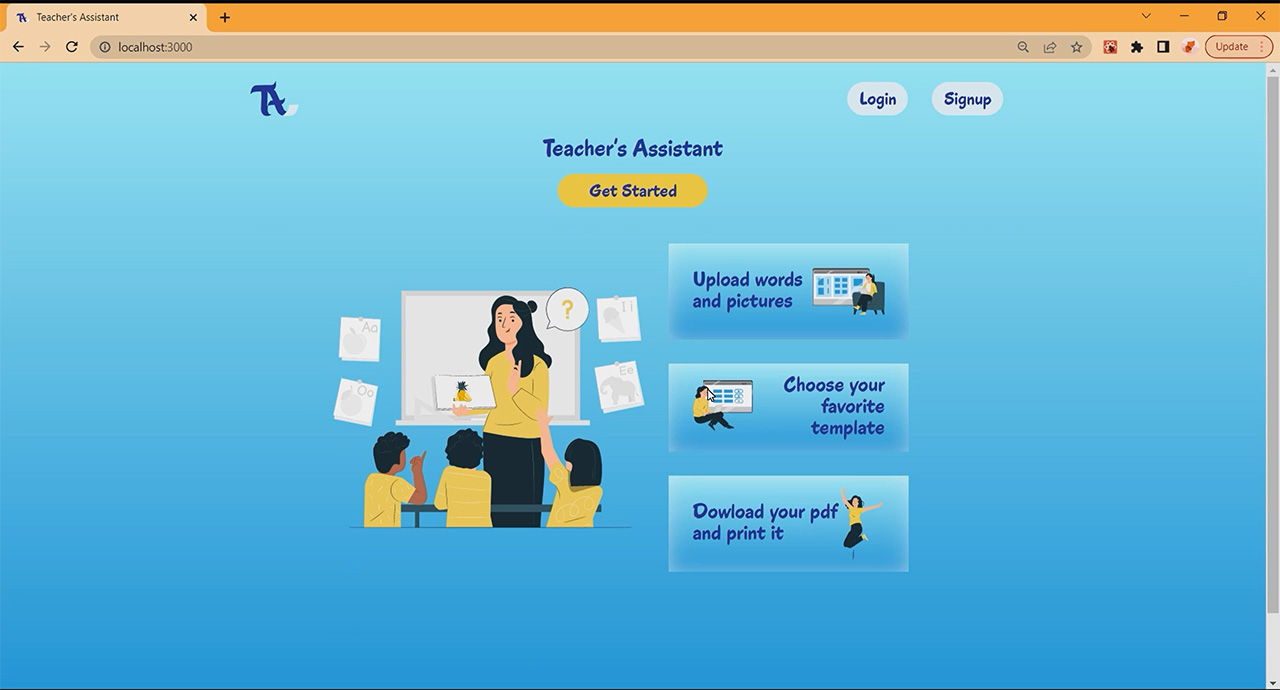 Teacher's Assistant
localhost:3000
Update
TA
Login
Signup
Teacher's Assistant
Get Started
Upload words
and pictures
?
Aa
Ii
Oo
Ee
Choose your
favorite
template
Dowload your pdf
and print it